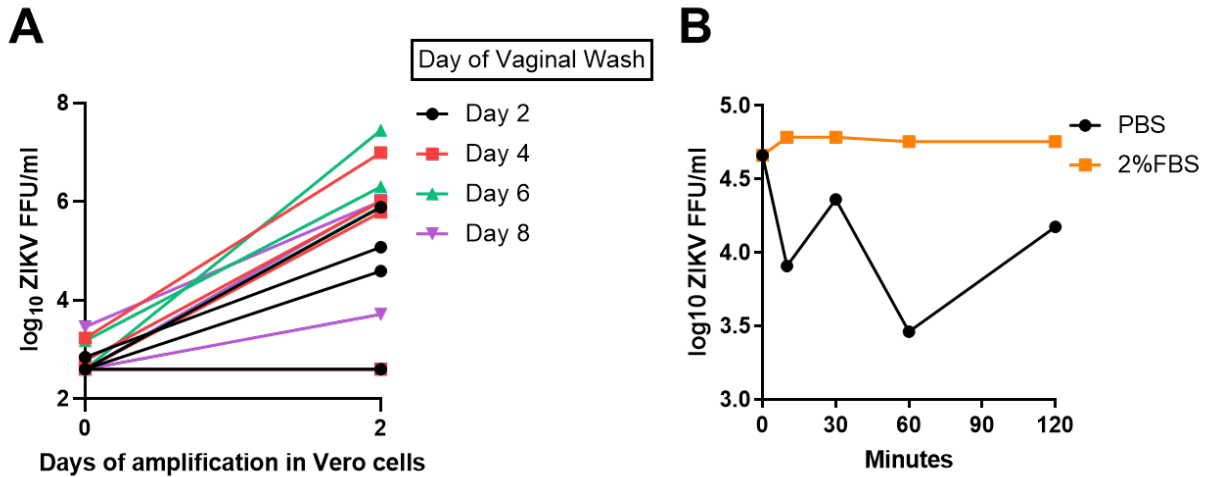 A
Day of Vaginal Wash
Day 2
Day 4
Day 6
Day 8
log10 ZIKV FFU/ml
8
6
4
2
0
2
Days of amplification in Vero cells
B
PBS
2%FBS
log10 ZIKV FFU/ml
5.0
4.5
4.0
3.5
3.0
0 30 60 90 120
Minutes